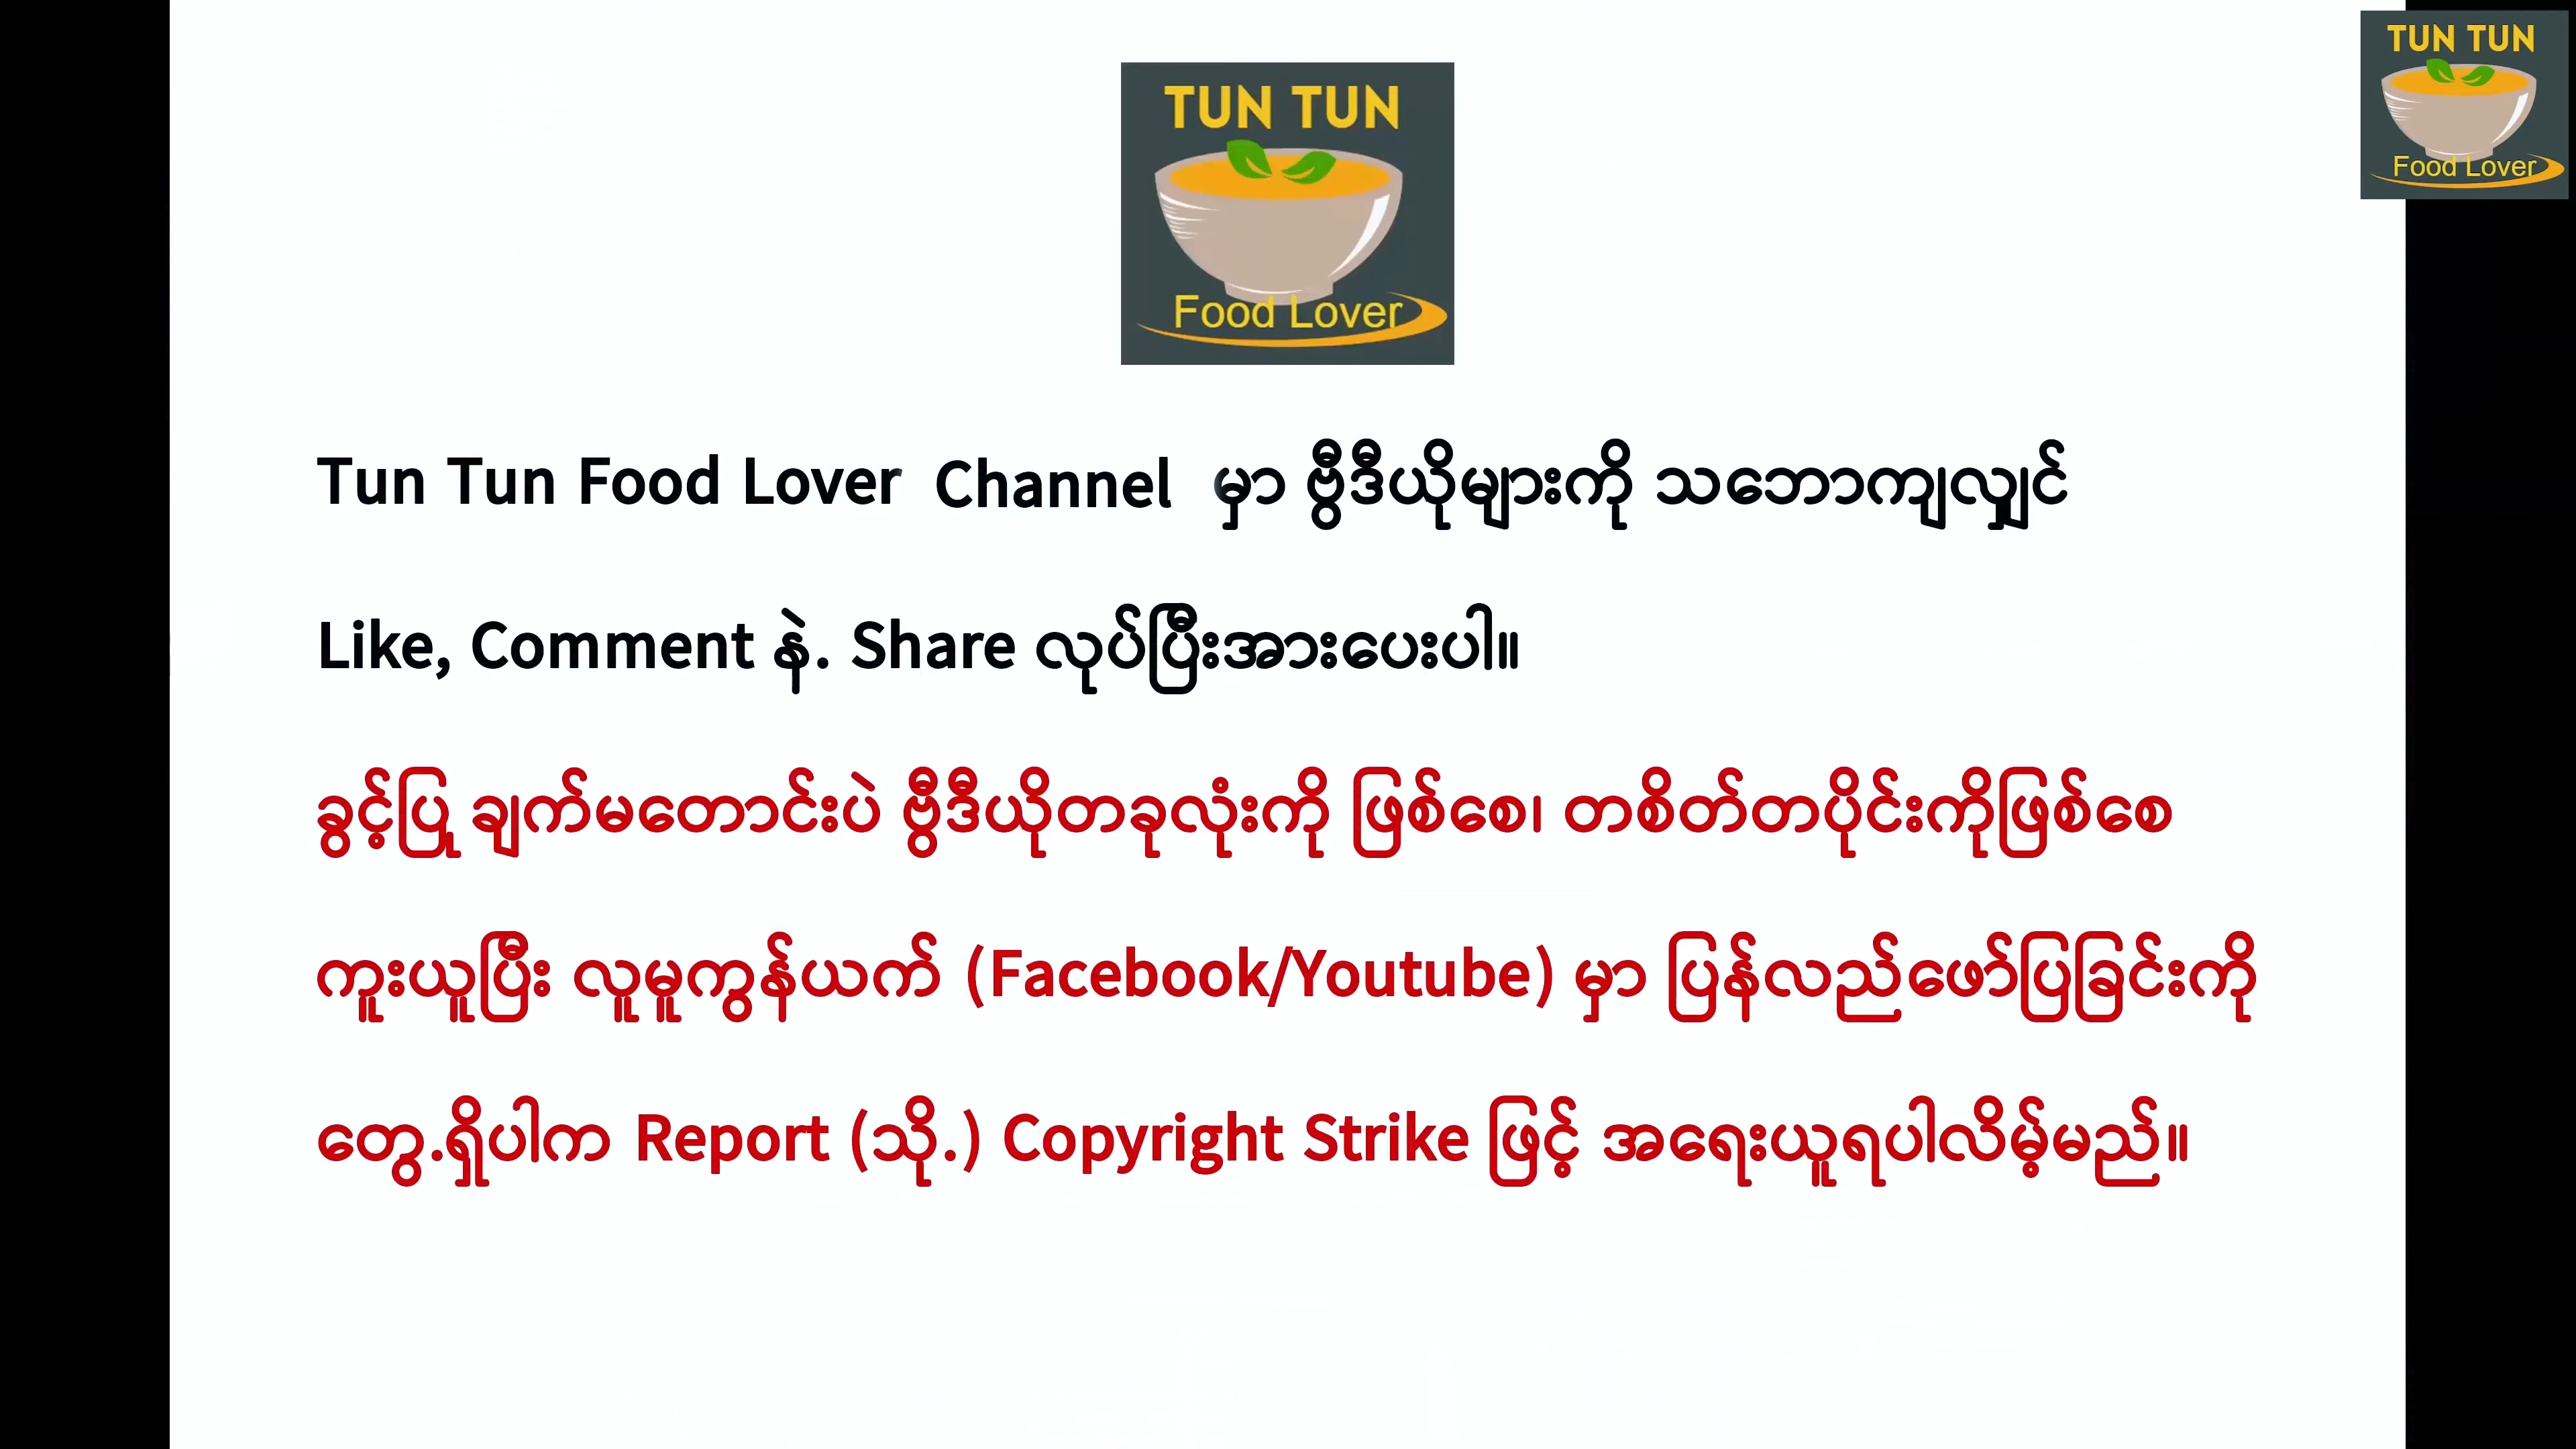 TUN TUN
Food Lover
TUN TUN
Food Lover
Tun Tun Food Lover Channel မှာ ဗွီဒီယိုများကို သဘောကျလျှင်
Like, Comment နဲ. Share လုပ်ပြီးအားပေးပါ။
ခွင့်ပြု ချက်မတောင်းပဲ ဗွီဒီယိုတခုလုံးကို ဖြစ်စေ၊ တစိတ်တပိုင်းကိုဖြစ်စေ
ကူးယူပြီး လူမူကွန်ယက် (Facebook/Youtube) မှာ ပြန်လည်ဖော်ပြခြင်းကို
တွေ.ရှိပါက Report (သို.) Copyright Strike ဖြင့် အရေးယူရပါလိမ့်မည်။